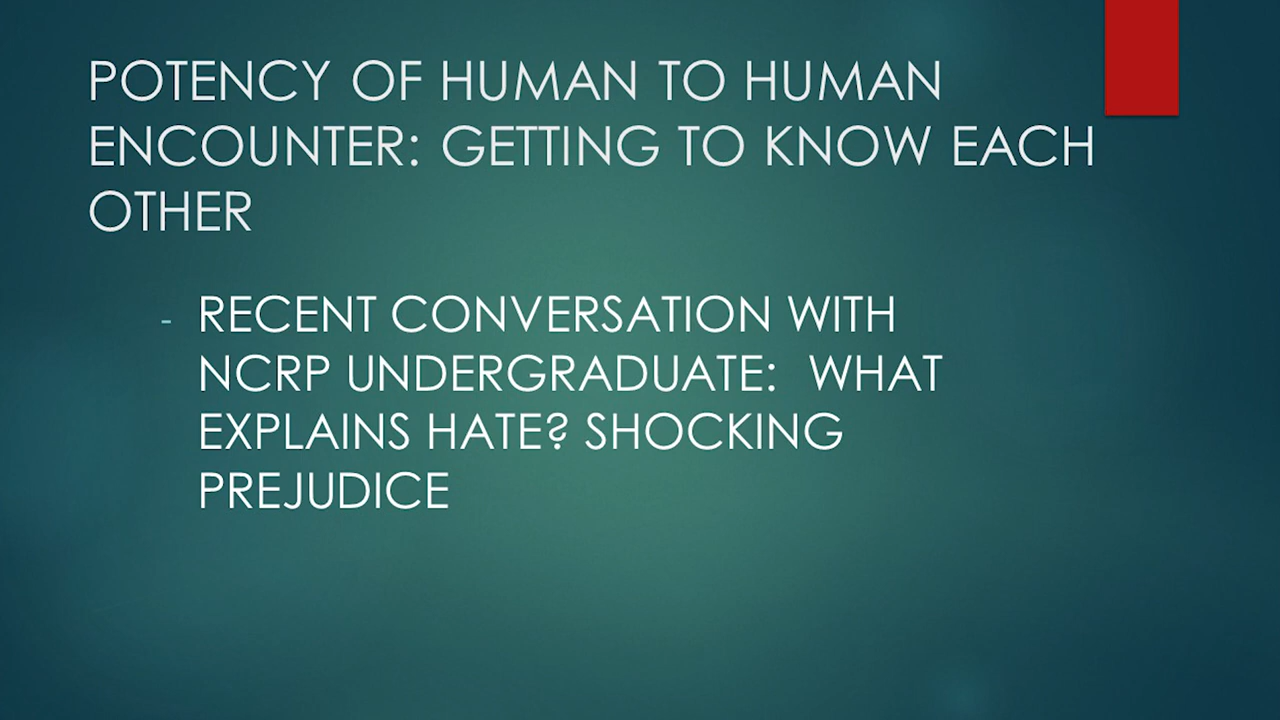 POTENCY OF HUMAN TO HUMAN
ENCOUNTER: GETTING TO KNOW EACH
OTHER
- RECENT CONVERSATION WITH
NCRP UNDERGRADUATE: WHAT
EXPLAINS HATE? SHOCKING
PREJUDICE